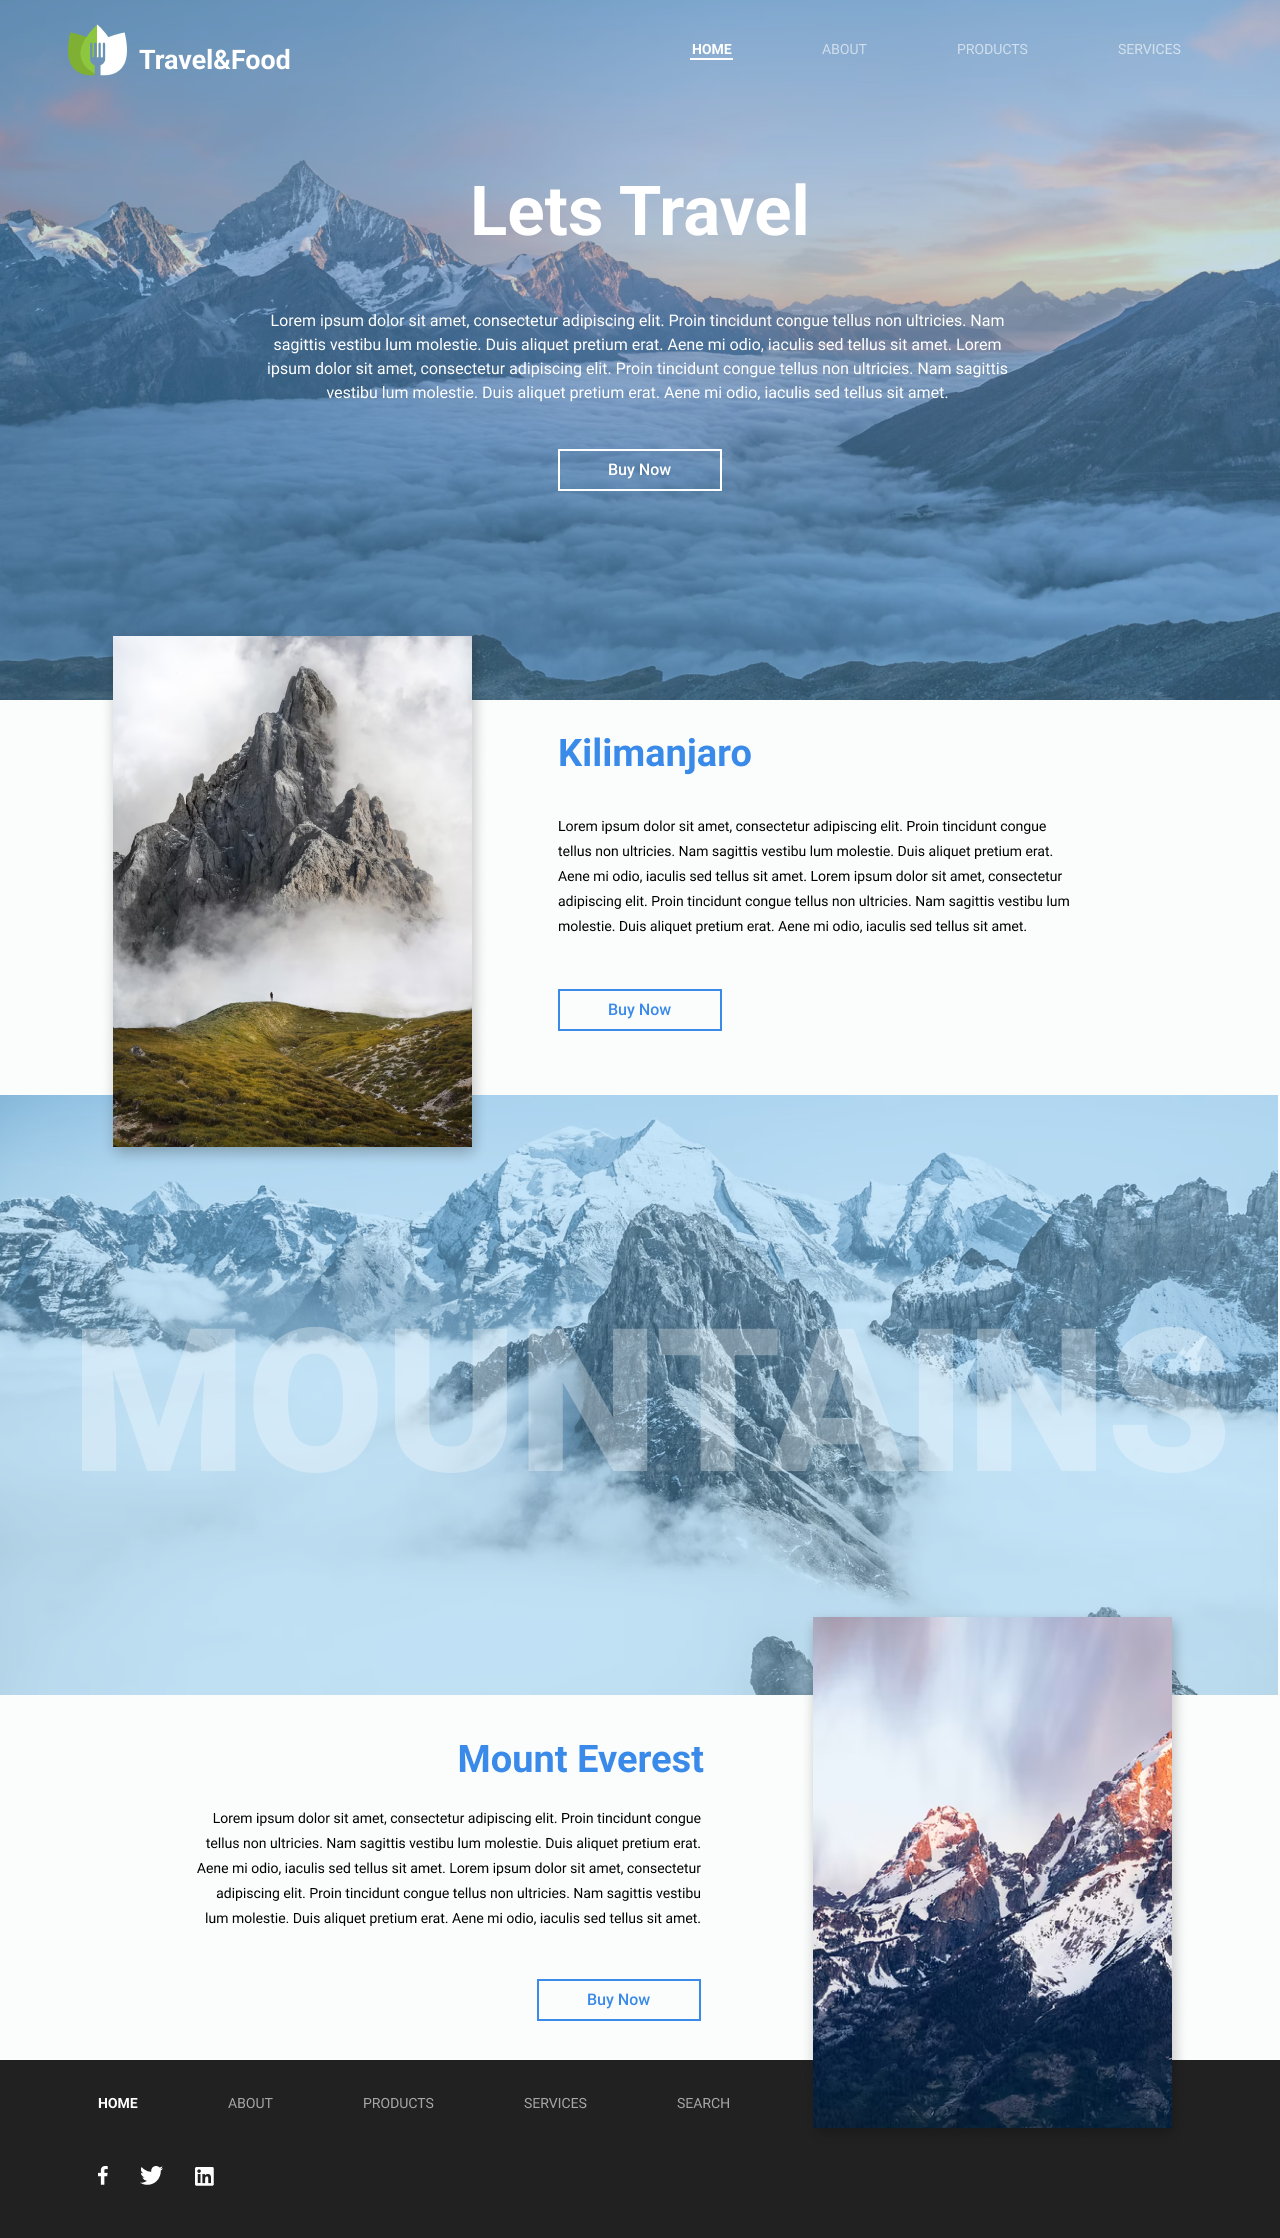 Travel&Food
HOME
ABOUT
PRODUCTS
SERVICES
Lets Travel
Lorem ipsum dolor sit amet, consectetur adipiscing elit. Proin tincidunt congue tellus non ultricies. Nam
sagittis vestibu lum molestie. Duis aliquet pretium erat. Aene mi odio, iaculis sed tellus sit amet. Lorem
ipsum dolor sit amet, consectetur adipiscing elit. Proin tincidunt congue tellus non ultricies. Nam sagittis
vestibu lum molestie. Duis aliquet pretium erat. Aene mi odio, iaculis sed tellus sit amet.
Buy Now
Kilimanjaro
Lorem ipsum dolor sit amet, consectetur adipiscing elit. Proin tincidunt congue
tellus non ultricies. Nam sagittis vestibu lum molestie. Duis aliquet pretium erat.
Aene mi odio, iaculis sed tellus sit amet. Lorem ipsum dolor sit amet, consectetur
adipiscing elit. Proin tincidunt congue tellus non ultricies. Nam sagittis vestibu lum
molestie. Duis aliquet pretium erat. Aene mi odio, iaculis sed tellus sit amet.
Buy Now
MOUNTAINS
Mount Everest
Lorem ipsum dolor sit amet, consectetur adipiscing elit. Proin tincidunt congue
tellus non ultricies. Nam sagittis vestibu lum molestie. Duis aliquet pretium erat.
Aene mi odio, iaculis sed tellus sit amet. Lorem ipsum dolor sit amet, consectetur
adipiscing elit. Proin tincidunt congue tellus non ultricies. Nam sagittis vestibu
lum molestie. Duis aliquet pretium erat. Aene mi odio, iaculis sed tellus sit amet.
Buy Now
HOME
ABOUT
PRODUCTS
SERVICES
SEARCH